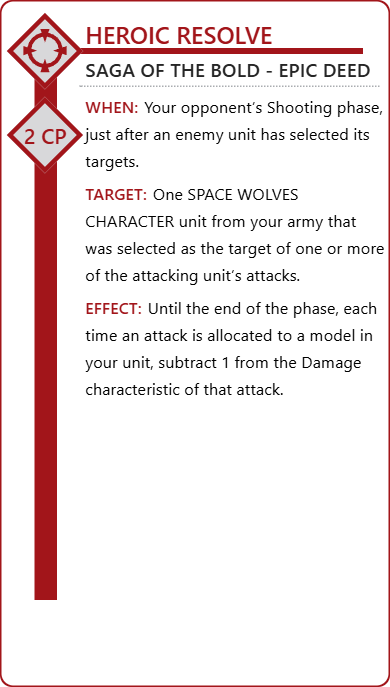 HEROIC RESOLVE
SAGA OF THE BOLD - EPIC DEED
2 CP
WHEN: Your opponent's Shooting phase,
just after an enemy unit has selected its
targets.
TARGET: One SPACE WOLVES
CHARACTER unit from your army that
was selected as the target of one or more
of the attacking unit's attacks.
EFFECT: Until the end of the phase, each
time an attack is allocated to a model in
your unit, subtract 1 from the Damage
characteristic of that attack.